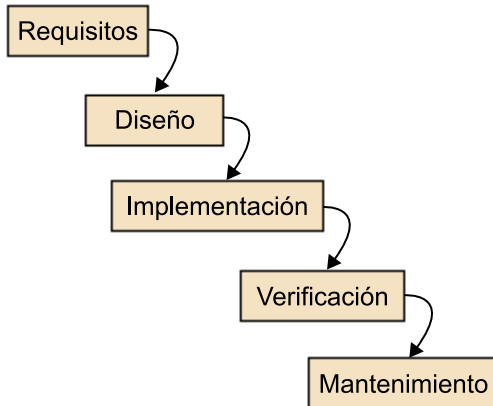 Requisitos
Diseño
Implementación
Verificación
Mantenimiento